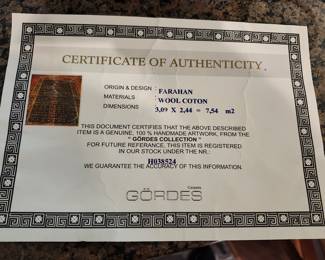 CERTIFICATE OF AUTHENTICITY
ORIGIN & DESIGN : FARAHAN
MATERIALS : WOOL COTON
DIMENSIONS : 3,09 X 2,44 = 7,54 m2
THIS DOCUMENT CERTIFIES THAT THE ABOVE DESCRIBED
ITEM IS A GENUINE, 100 % HANDMADE ARTWORK, FROM THE
" GÖRDES COLLECTION "
FOR FUTURE REFERANCE, THIS ITEM IS REGISTERED
IN OUR STOCK UNDER THE NR.:
H038524
WE GUARANTEE THE ACCURACY OF THIS INFORMATION.
Carpets
GÖRDES